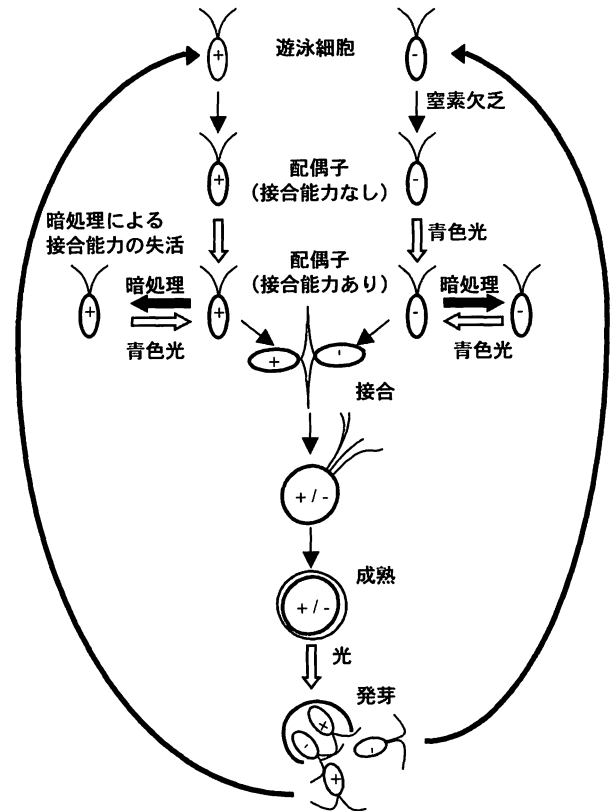 遊泳細胞
+
-
窒素欠乏
配偶子
(接合能力なし)
+
-
暗処理による
接合能力の失活
青色光
配偶子
(接合能力あり)
暗処理
暗処理
+
+
-
-
青色光
青色光
+
-
接合
+ / -
成熟
+ / -
光
発芽
+
-
-
+